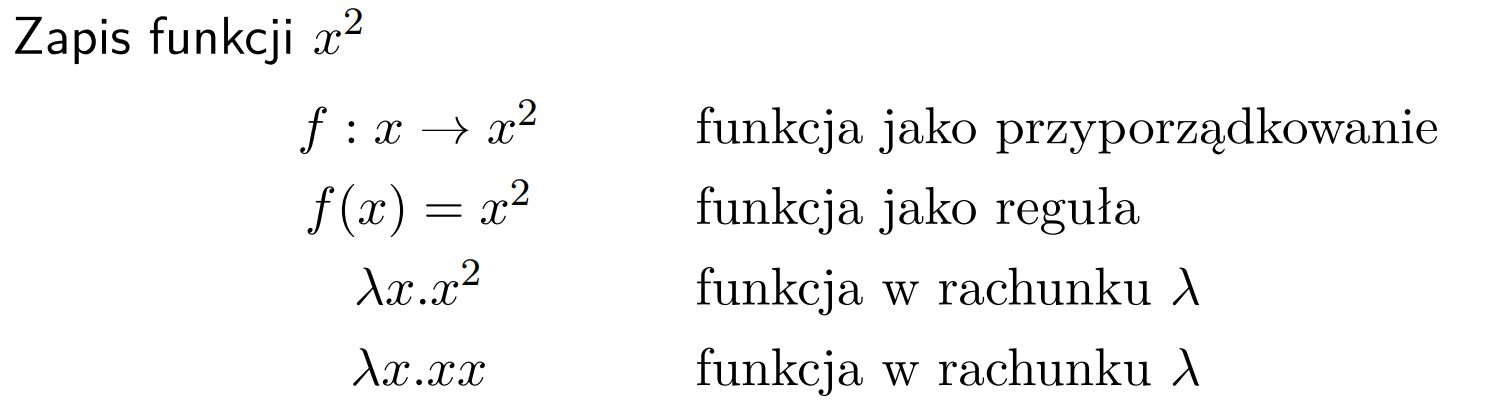 Zapis funkcji x²
f : x → x² funkcja jako przyporządkowanie
f(x) = x² funkcja jako reguła
λx.x² funkcja w rachunku λ
λx.xx funkcja w rachunku λ